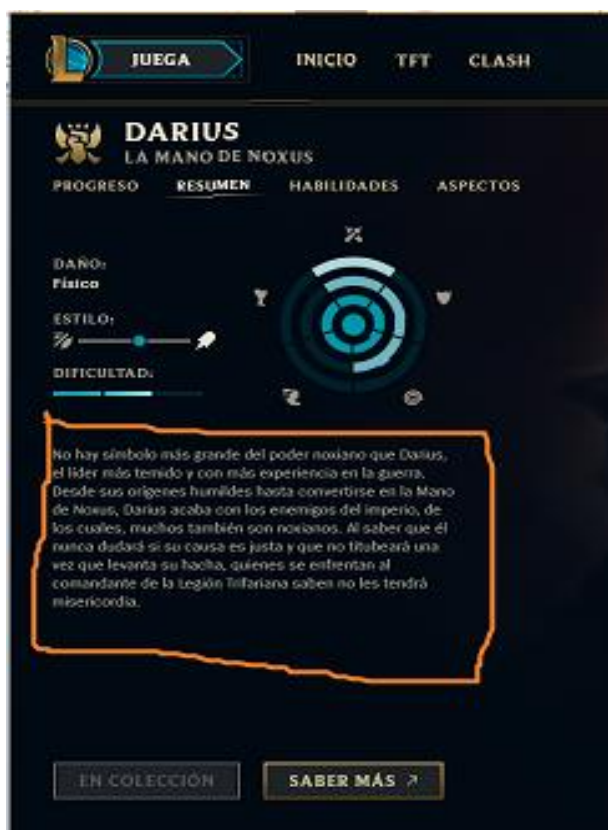 JUEGA
INICIO TFT CLASH
DARIUS
LA MANO DE NOXUS
PROGRESO RESUMEN HABILIDADES ASPECTOS
DAÑO:
Físico
ESTILO:
DIFICULTAD:
No hay símbolo más grande del poder noxiano que Darius,
el líder más temido y con más experiencia en la guerra.
Desde sus orígenes humildes hasta convertirse en la Mano
de Noxus, Darius acaba con los enemigos del imperio, de
los cuales, muchos también son noxianos. Al saber que él
nunca dudará si su causa es justa y que no titubeará una
vez que levanta su hacha, quienes se enfrentan al
comandante de la Legión Trifariana saben no les tendrá
misericordia.
EN COLECCIÓN SABER MÁS